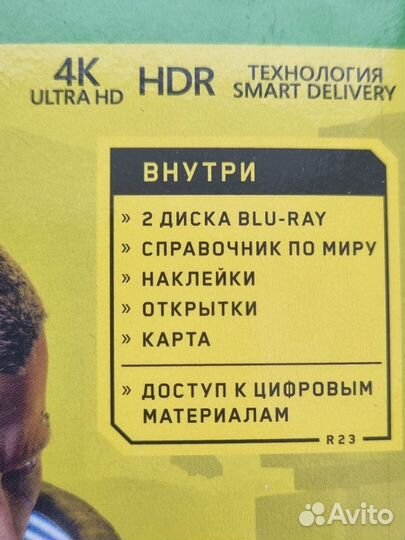 4K
ULTRA HD
HDR
ТЕХНОЛОГИЯ
SMART DELIVERY
ВНУТРИ
» 2 ДИСКА BLU-RAY
» СПРАВОЧНИК ПО МИРУ
» НАКЛЕЙКИ
» ОТКРЫТКИ
» КАРТА
» ДОСТУП К ЦИФРОВЫМ
МАТЕРИАЛАМ
R23
Avito